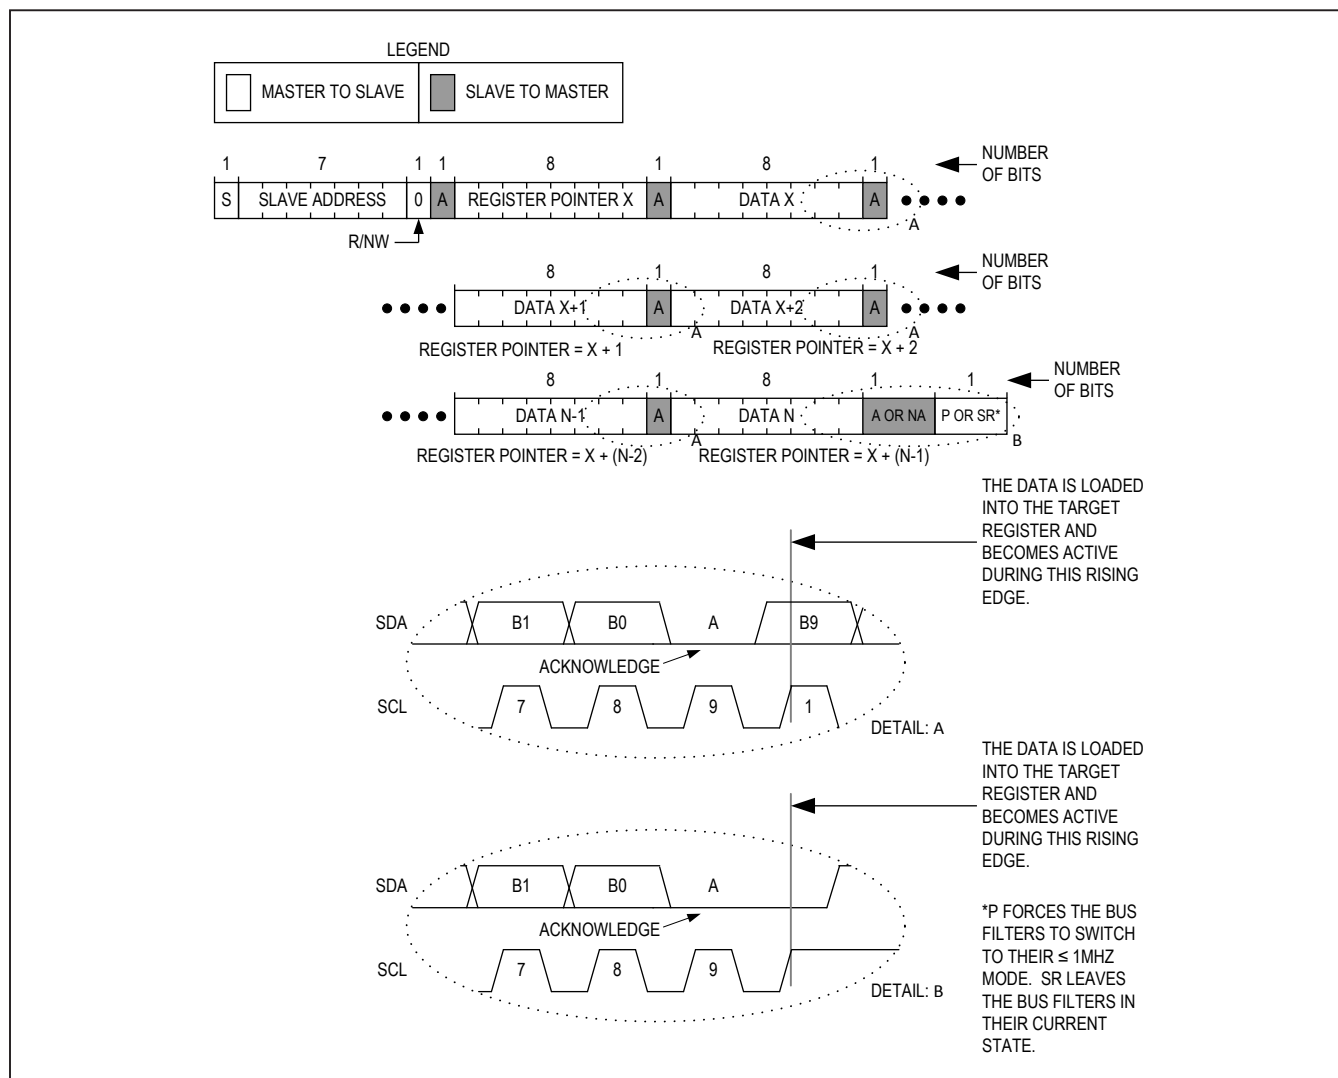 LEGEND
MASTER TO SLAVE SLAVE TO MASTER
1 7 1 1 8 1 8 1 NUMBER
OF BITS
S SLAVE ADDRESS 0 A REGISTER POINTER X A DATA X A
A
R/NW
8 1 8 1 NUMBER
OF BITS
DATA X+1 A DATA X+2 A
A A
REGISTER POINTER = X + 1 REGISTER POINTER = X + 2
8 1 8 1 1 NUMBER
OF BITS
DATA N-1 A DATA N A OR NA P OR SR*
A B
REGISTER POINTER = X + (N-2) REGISTER POINTER = X + (N-1)
THE DATA IS LOADED
INTO THE TARGET
REGISTER AND
BECOMES ACTIVE
DURING THIS RISING
EDGE.
SDA B1 B0 A B9
ACKNOWLEDGE
SCL 7 8 9 1
DETAIL: A
THE DATA IS LOADED
INTO THE TARGET
REGISTER AND
BECOMES ACTIVE
DURING THIS RISING
EDGE.
SDA B1 B0 A
ACKNOWLEDGE
SCL 7 8 9
DETAIL: B
*P FORCES THE BUS
FILTERS TO SWITCH
TO THEIR ≤ 1MHZ
MODE. SR LEAVES
THE BUS FILTERS IN
THEIR CURRENT
STATE.